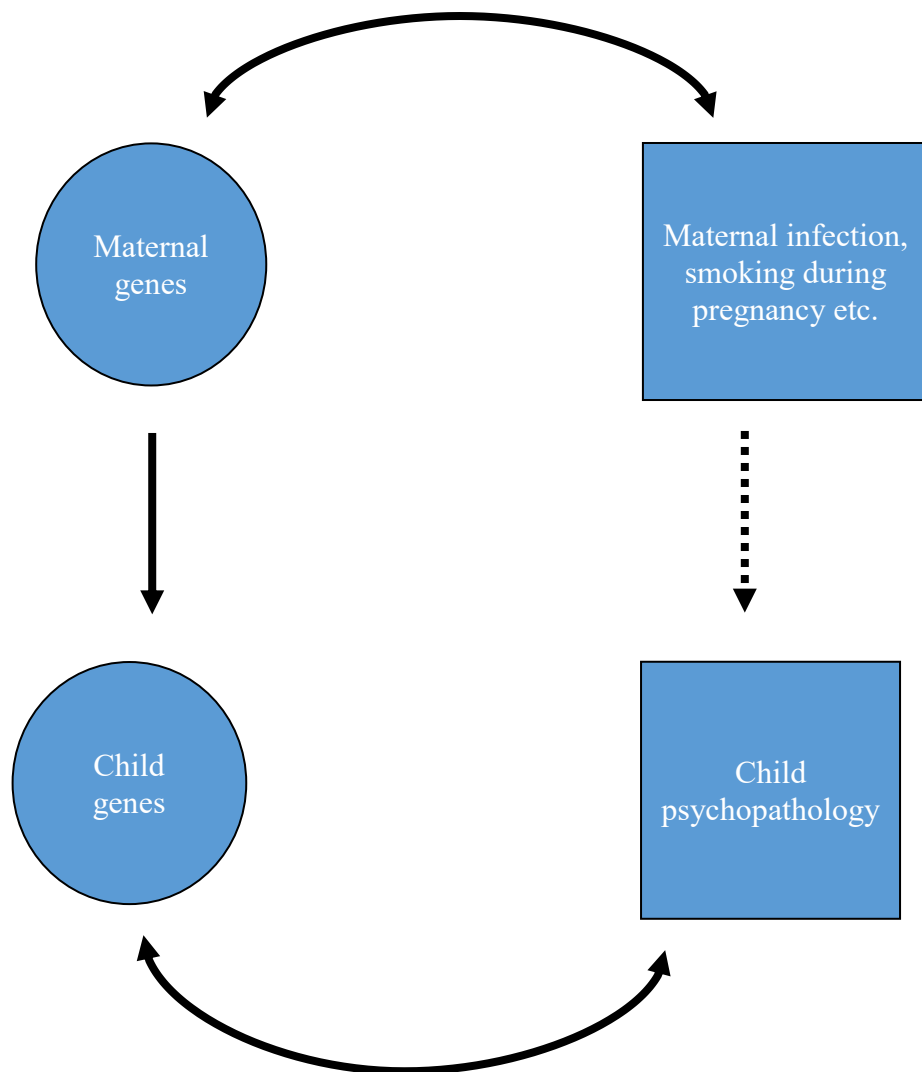 Maternal
genes
Maternal infection,
smoking during
pregnancy etc.
Child
genes
Child
psychopathology